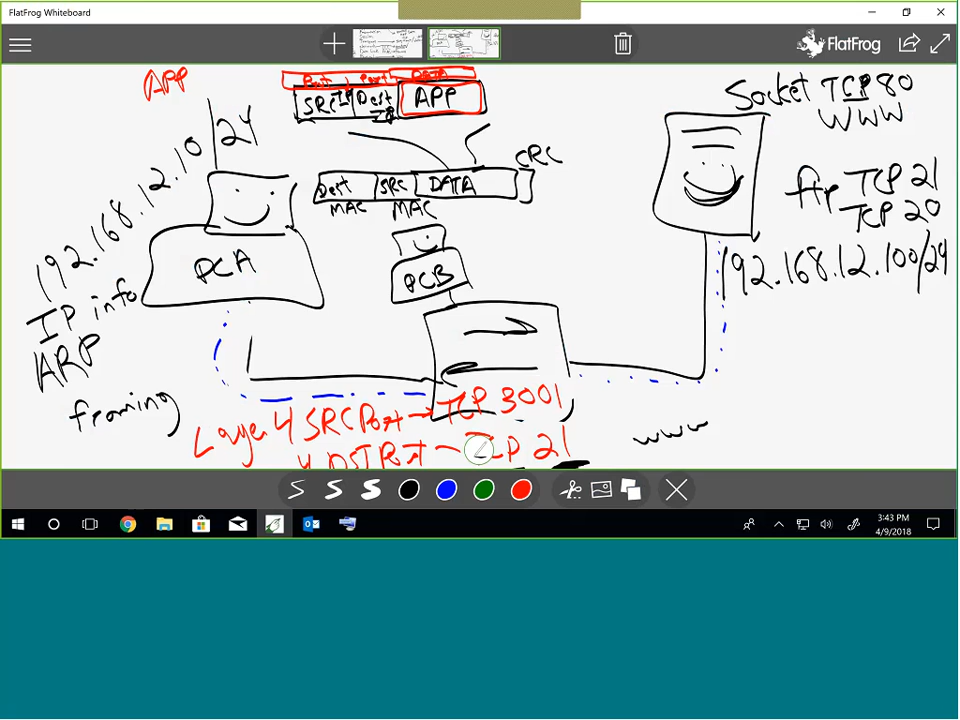 FlatFrog Whiteboard
FlatFrog
APP
Port Port DATA
SRC IP Dest IP APP
Socket TCP 80
WWW
192.168.12.10/24
CRC
Dest SRC DATA
MAC MAC
ftp TCP 21
TCP 20
192.168.12.100/24
PCA
PCB
IP info
ARP
framing
Layer 4 SRC Port → TCP 3001
4 DST Port — TCP 21
www
3:43 PM
4/9/2018